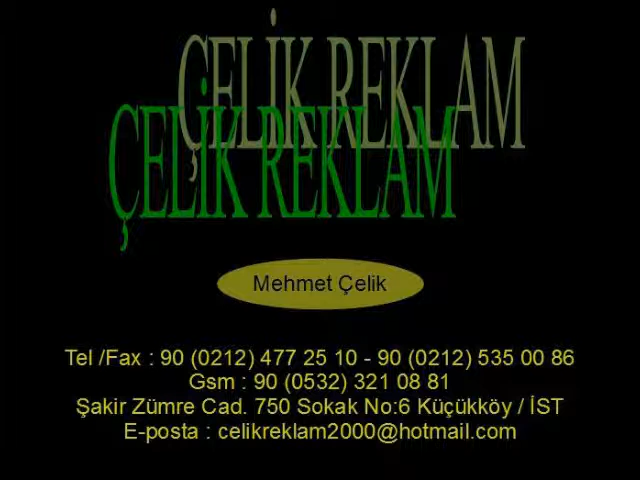 ÇELİK REKLAM
ÇELİK REKLAM
Mehmet Çelik
Tel /Fax : 90 (0212) 477 25 10 - 90 (0212) 535 00 86
Gsm : 90 (0532) 321 08 81
Şakir Zümre Cad. 750 Sokak No:6 Küçükköy / İST
E-posta : celikreklam2000@hotmail.com